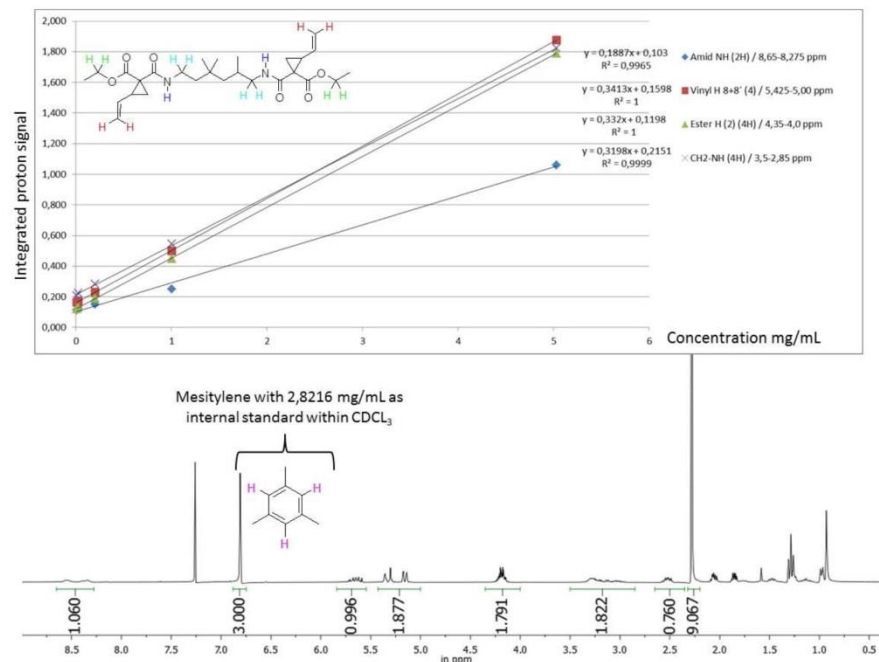 2,000
1,800
1,600
1,400
1,200
1,000
0,800
0,600
0,400
0,200
0,000
Integrated proton signal
H
H H
H H
H
N
H
O
O
O
N
H
O
O
O
H
H
H H
y = 0,1887x + 0,103
R² = 0,9965
y = 0,3413x + 0,1598
R² = 1
y = 0,332x + 0,1198
R² = 1
y = 0,3198x + 0,2151
R² = 0,9999
Amid NH (2H) / 8,65-8,275 ppm
Vinyl H 8+8´ (4) / 5,425-5,00 ppm
Ester H (2) (4H) / 4,35-4,0 ppm
CH2-NH (4H) / 3,5-2,85 ppm
0 1 2 3 4 5 6
Concentration mg/mL
Mesitylene with 2,8216 mg/mL as
internal standard within CDCL3
H H
H
1.060 3.000 0.996 1.877 1.791 1.822 0.760 9.067
8.5 8.0 7.5 7.0 6.5 6.0 5.5 5.0 4.5 4.0 3.5 3.0 2.5 2.0 1.5 1.0 0.5
in ppm